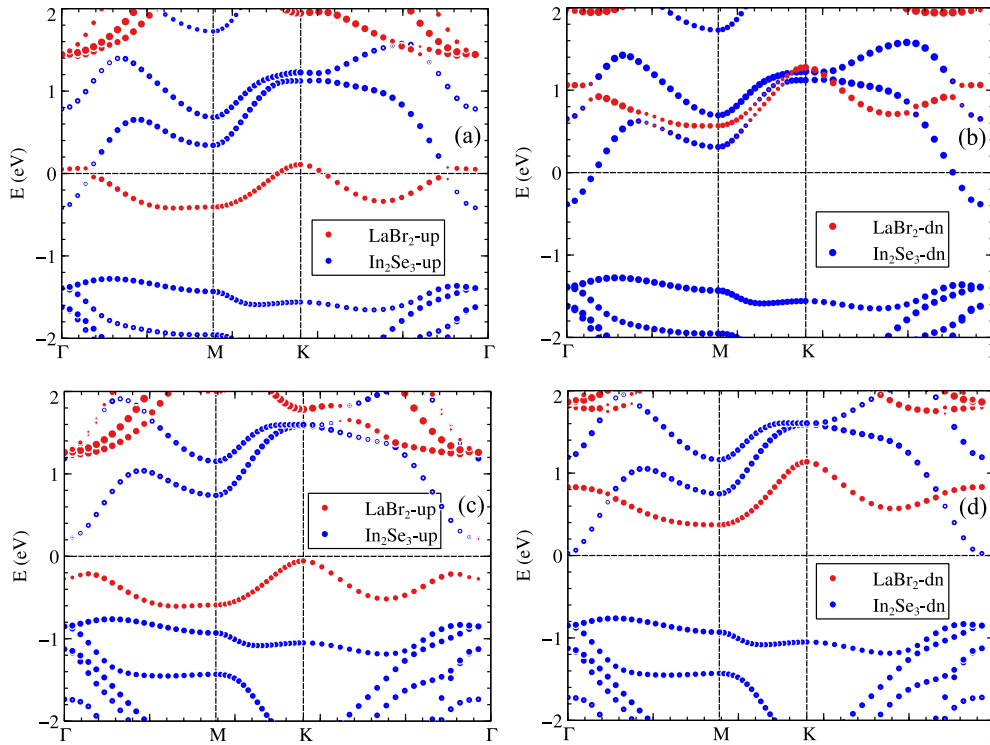 2
1
0
−1
−2
E (eV)
(a)
LaBr₂-up
In₂Se₃-up
Γ
M
K
Γ
2
1
0
−1
−2
E (eV)
(b)
LaBr₂-dn
In₂Se₃-dn
Γ
M
K
2
1
0
−1
−2
E (eV)
(c)
LaBr₂-up
In₂Se₃-up
Γ
M
K
Γ
2
1
0
−1
−2
E (eV)
(d)
LaBr₂-dn
In₂Se₃-dn
Γ
M
K